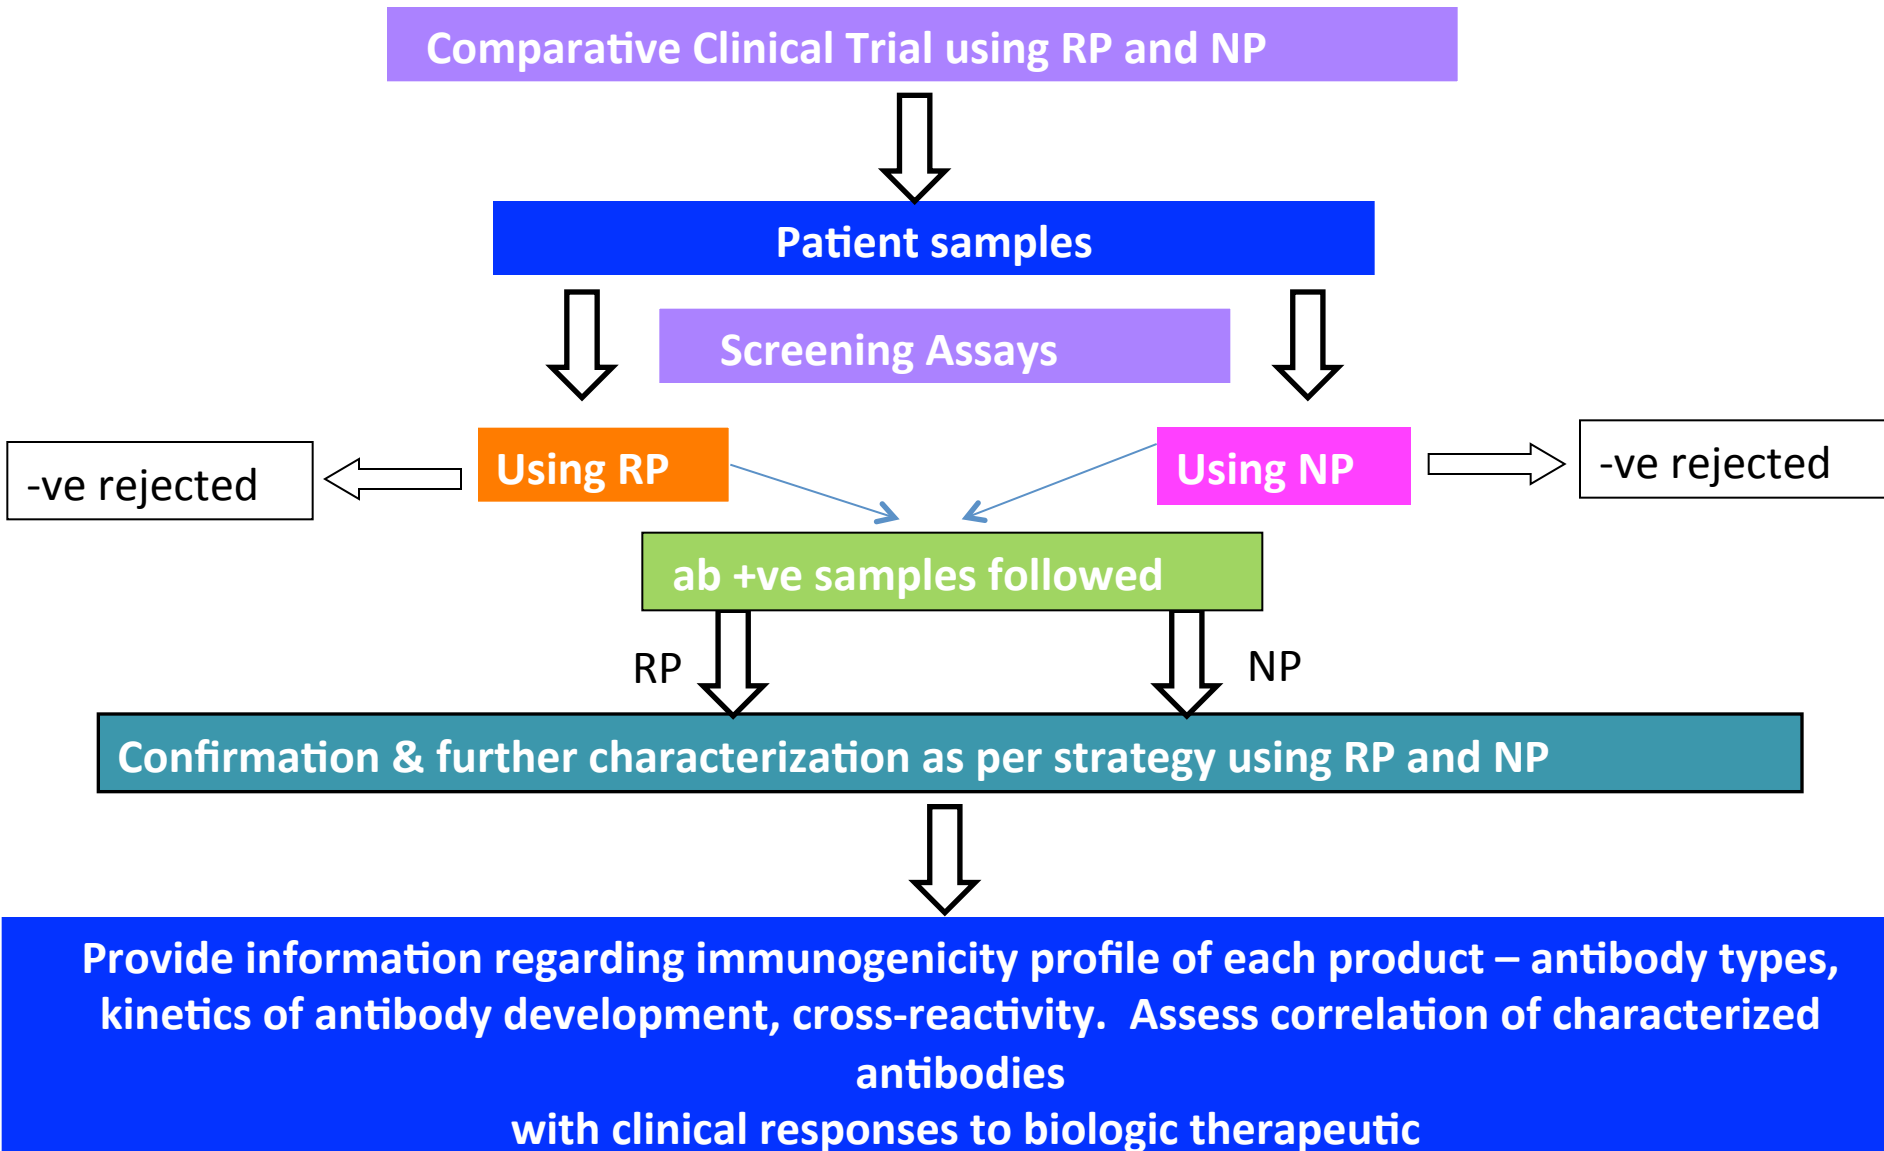 Comparative Clinical Trial using RP and NP
Patient samples
Screening Assays
Using RP
Using NP
-ve rejected
-ve rejected
ab +ve samples followed
RP
NP
Confirmation & further characterization as per strategy using RP and NP
Provide information regarding immunogenicity profile of each product – antibody types,
kinetics of antibody development, cross-reactivity.  Assess correlation of characterized
antibodies
with clinical responses to biologic therapeutic